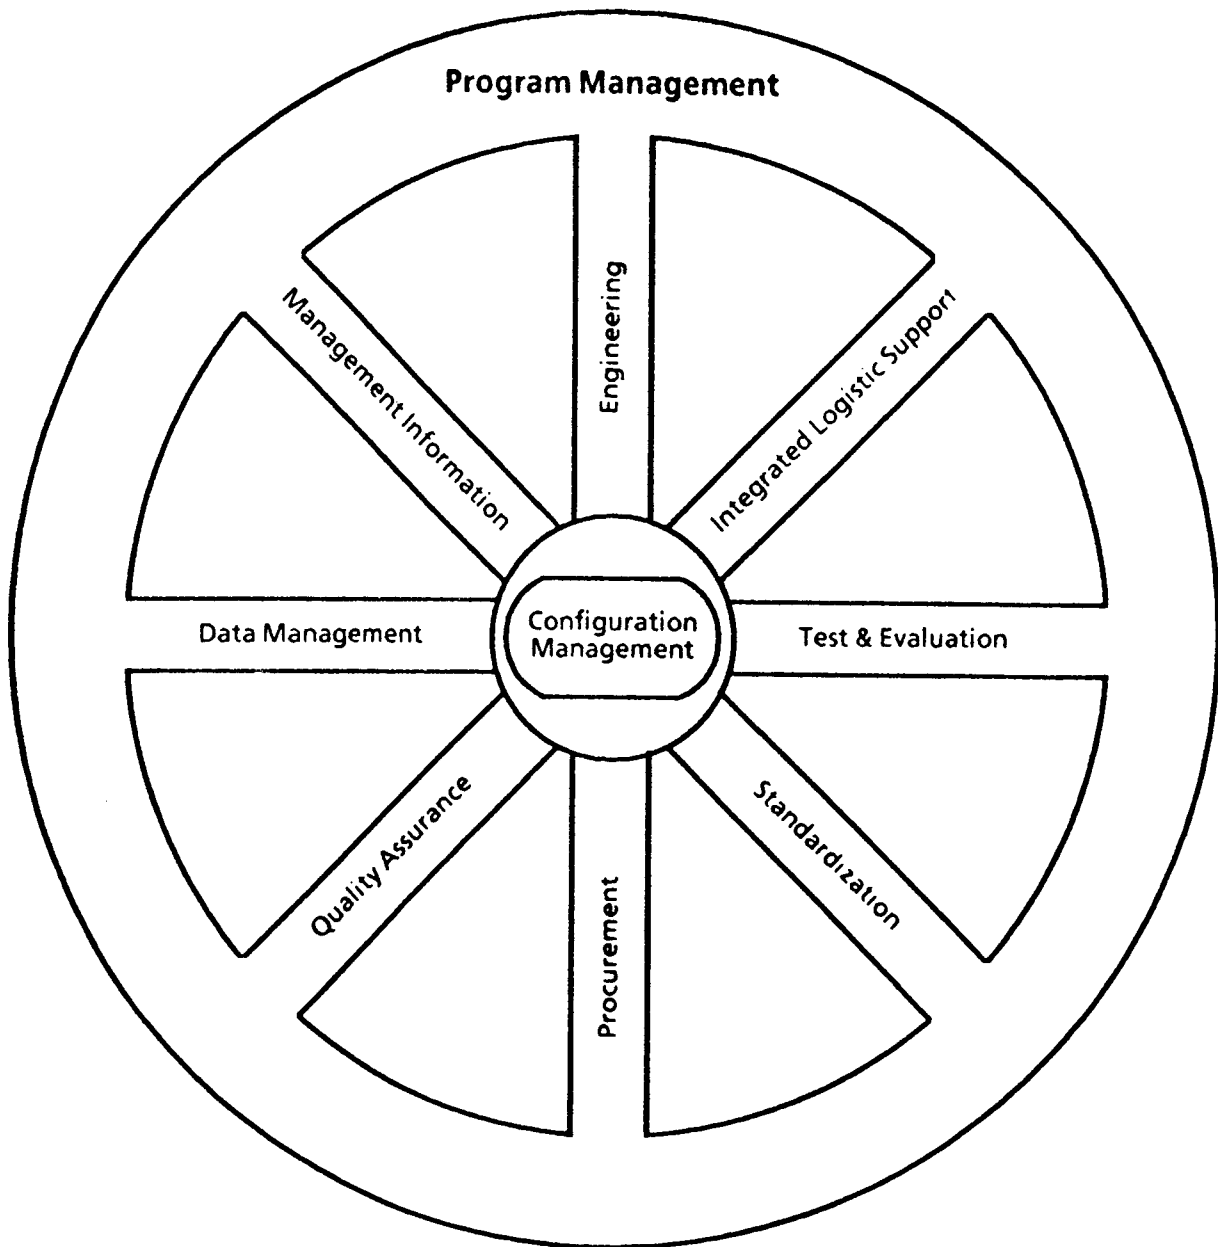 Program Management
Engineering
Management Information
Integrated Logistic Support
Configuration
Management
Data Management
Test & Evaluation
Quality Assurance
Standardization
Procurement